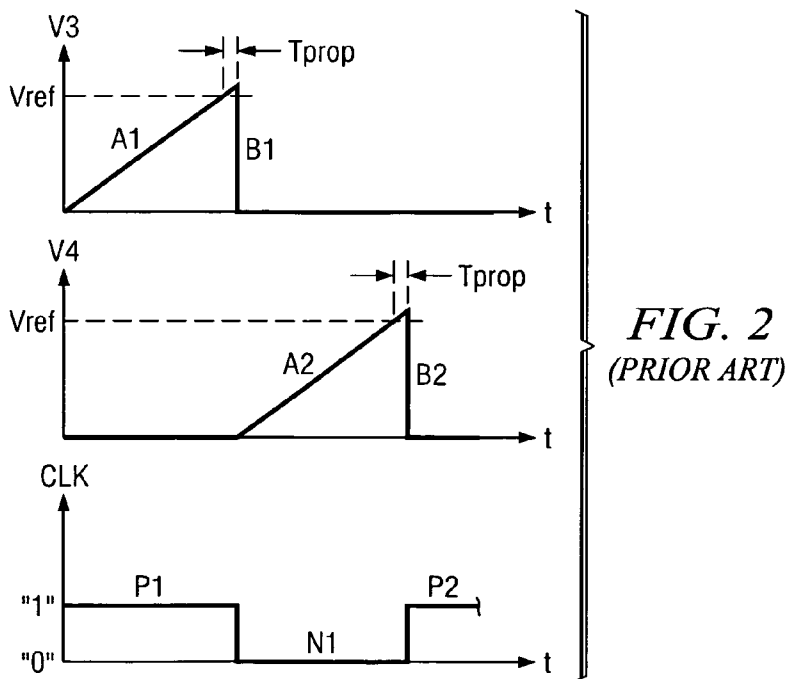 V3
Tprop
Vref
A1
B1
t
V4
Tprop
Vref
A2
B2
t
FIG. 2
(PRIOR ART)
CLK
P1
P2
"1"
N1
"0"
t